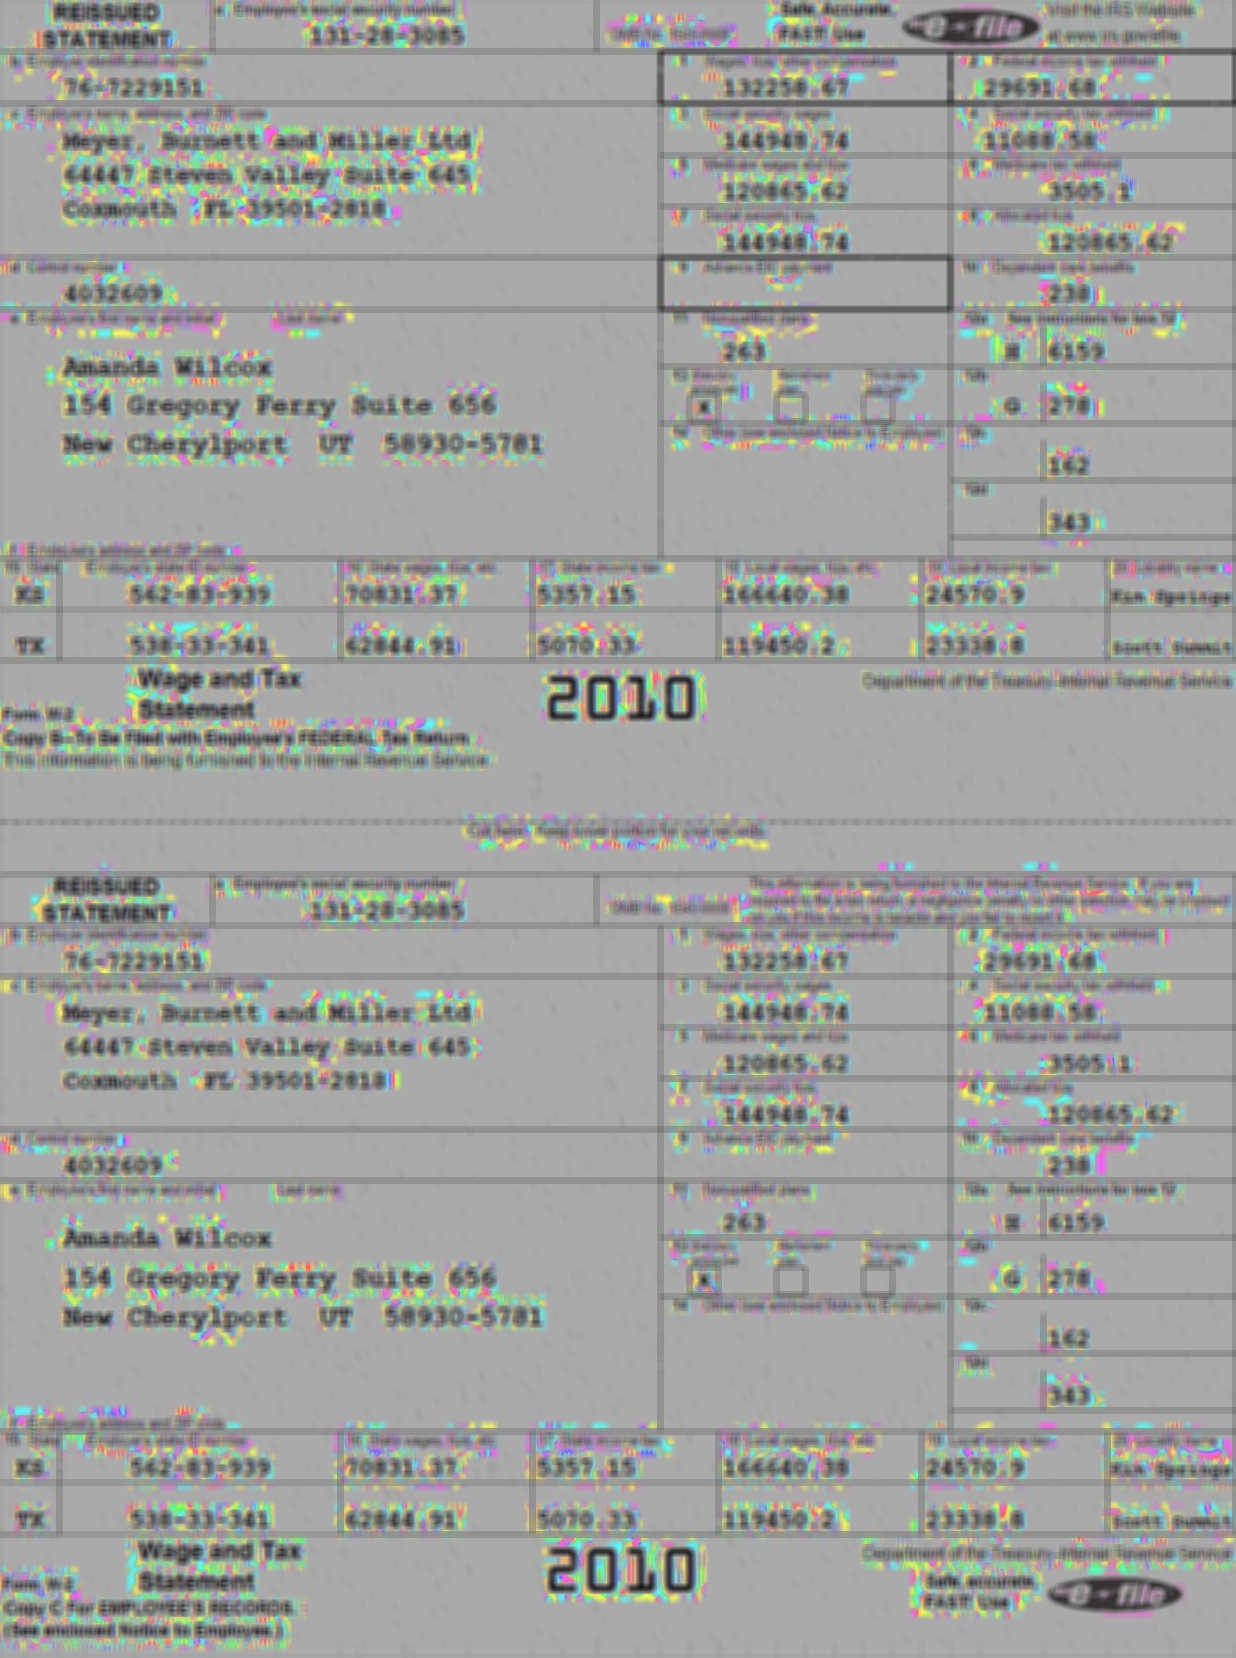 REISSUED STATEMENT
a Employee's social security number
131-28-3085
OMB No. 1545-0008
Safe, Accurate, FAST! Use
e-file
Visit the IRS Website at www.irs.gov/efile
b Employer identification number
76-7229151
1 Wages, tips, other compensation
132258.67
2 Federal income tax withheld
29691.68
c Employer's name, address, and ZIP code
Meyer, Burnett and Miller Ltd
64447 Steven Valley Suite 645
Coxmouth FL 39501-2818
3 Social security wages
144948.74
4 Social security tax withheld
11088.58
5 Medicare wages and tips
120865.62
6 Medicare tax withheld
3505.1
7 Social security tips
144948.74
8 Allocated tips
120865.62
d Control number
4032609
9 Advance EIC payment
10 Dependent care benefits
238
e Employee's first name and initial Last name
Amanda Wilcox
154 Gregory Ferry Suite 656
New Cherylport UT 58930-5781
11 Nonqualified plans
263
12a See instructions for box 12
H 6159
13 Statutory employee Retirement plan Third-party sick pay
X
12b
G 278
14 Other (see enclosed Notice to Employee)
12c
162
12d
343
f Employee's address and ZIP code
15 State Employer's state ID number 16 State wages, tips, etc. 17 State income tax 18 Local wages, tips, etc. 19 Local income tax 20 Locality name
KS 562-83-939 70831.37 5357.15 166640.38 24570.9 Kim Springs
TX 538-33-341 62844.91 5070.33 119450.2 23338.8 Scott Summit
Form W-2 Wage and Tax Statement
2010
Department of the Treasury-Internal Revenue Service
Copy B-To Be Filed with Employee's FEDERAL Tax Return
This information is being furnished to the Internal Revenue Service.
Cut here. Keep lower portion for your records.
REISSUED STATEMENT
a Employee's social security number
131-28-3085
OMB No. 1545-0008
This information is being furnished to the Internal Revenue Service. If you are
required to file a tax return, a negligence penalty or other sanction may be imposed
on you if this income is taxable and you fail to report it.
b Employer identification number
76-7229151
1 Wages, tips, other compensation
132258.67
2 Federal income tax withheld
29691.68
c Employer's name, address, and ZIP code
Meyer, Burnett and Miller Ltd
64447 Steven Valley Suite 645
Coxmouth FL 39501-2818
3 Social security wages
144948.74
4 Social security tax withheld
11088.58
5 Medicare wages and tips
120865.62
6 Medicare tax withheld
3505.1
7 Social security tips
144948.74
8 Allocated tips
120865.62
d Control number
4032609
9 Advance EIC payment
10 Dependent care benefits
238
e Employee's first name and initial Last name
Amanda Wilcox
154 Gregory Ferry Suite 656
New Cherylport UT 58930-5781
11 Nonqualified plans
263
12a See instructions for box 12
H 6159
13 Statutory employee Retirement plan Third-party sick pay
X
12b
G 278
14 Other (see enclosed Notice to Employee)
12c
162
12d
343
f Employee's address and ZIP code
15 State Employer's state ID number 16 State wages, tips, etc. 17 State income tax 18 Local wages, tips, etc. 19 Local income tax 20 Locality name
KS 562-83-939 70831.37 5357.15 166640.38 24570.9 Kim Springs
TX 538-33-341 62844.91 5070.33 119450.2 23338.8 Scott Summit
Form W-2 Wage and Tax Statement
2010
Department of the Treasury-Internal Revenue Service
Copy C For EMPLOYEE'S RECORDS.
(See enclosed Notice to Employee.)
Safe, accurate, FAST! Use
e-file